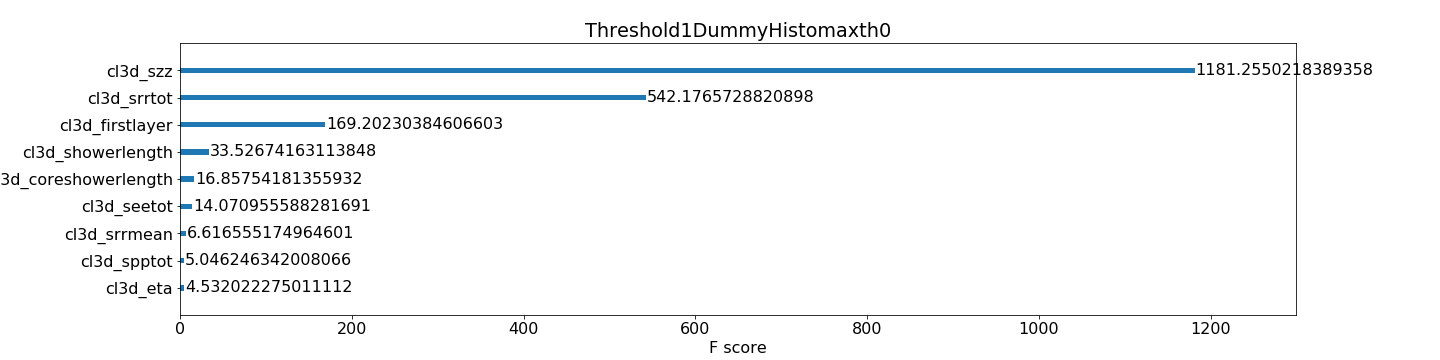 Threshold1DummyHistomaxth0
cl3d_szz 1181.2550218389358
cl3d_srrtot 542.1765728820898
cl3d_firstlayer 169.20230384606603
cl3d_showerlength 33.52674163113848
3d_coreshowerlength 16.85754181355932
cl3d_seetot 14.070955588281691
cl3d_srrmean 6.616555174964601
cl3d_spptot 5.046246342008066
cl3d_eta 4.532022275011112
0 200 400 600 800 1000 1200
F score